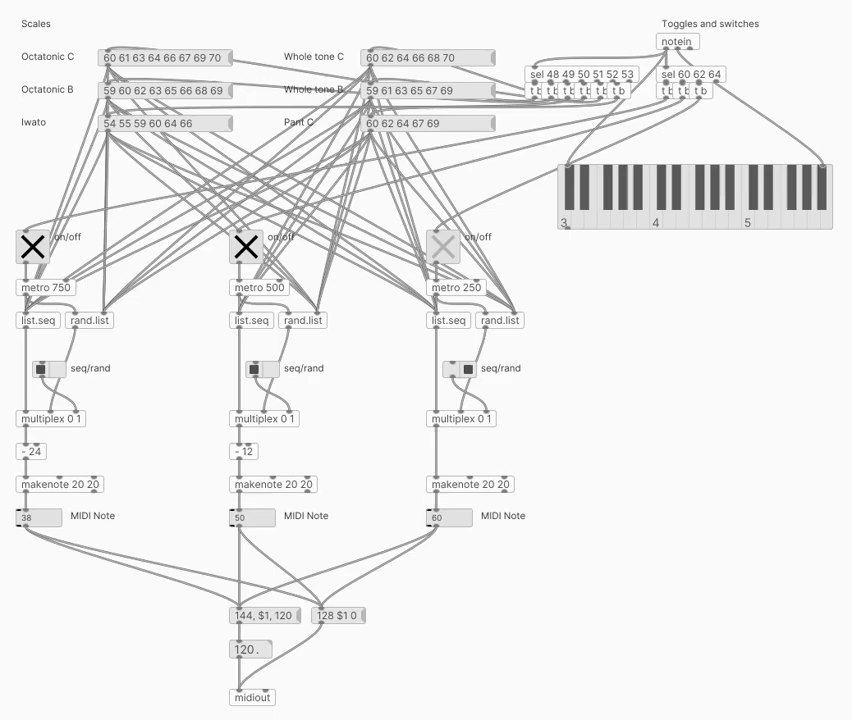 Scales
Toggles and switches
notein
Octatonic C
60 61 63 64 66 67 69 70
Whole tone C
60 62 64 66 68 70
sel 48 49 50 51 52 53
sel 60 62 64
Octatonic B
59 60 62 63 65 66 68 69
Whole tone B
59 61 63 65 67 69
t b
t b
t b
t b
t b
t b
t b
t b
t b
Iwato
54 55 59 60 64 66
Pant C
60 62 64 67 69
3
4
5
on/off
on/off
on/off
metro 750
metro 500
metro 250
list.seq
rand.list
list.seq
rand.list
list.seq
rand.list
seq/rand
seq/rand
seq/rand
multiplex 0 1
multiplex 0 1
multiplex 0 1
- 24
- 12
makenote 20 20
makenote 20 20
makenote 20 20
38
MIDI Note
50
MIDI Note
60
MIDI Note
144, $1, 120
128 $1 0
120.
midiout